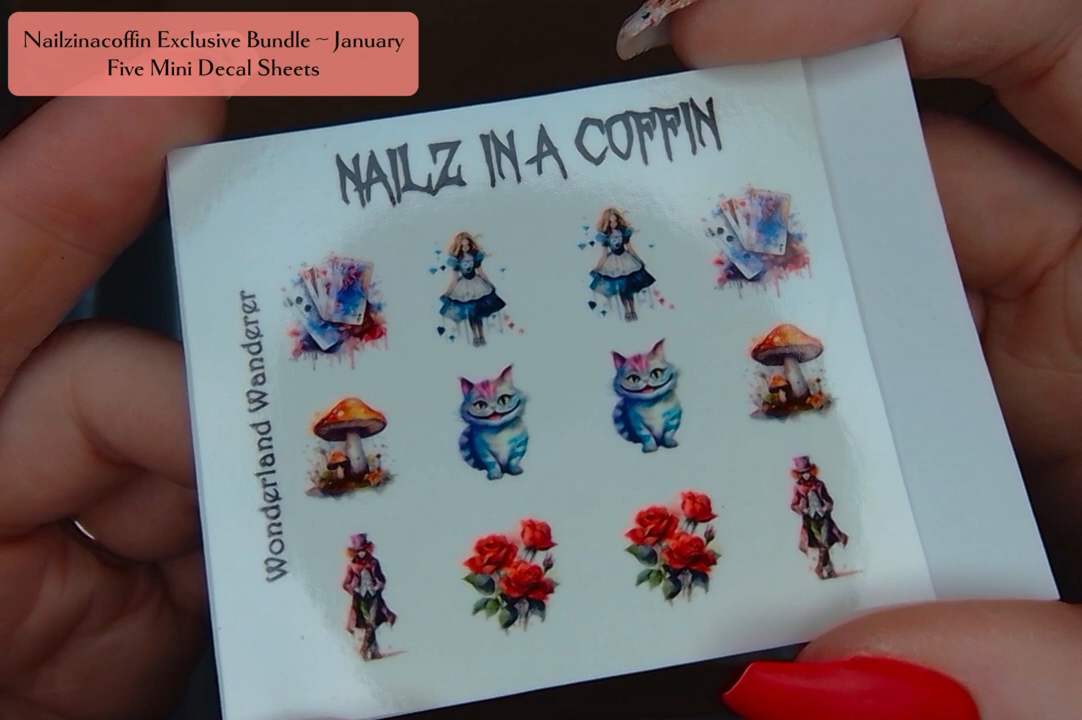 Nailzinacoffin Exclusive Bundle ~ January
Five Mini Decal Sheets
NAILZ IN A COFFIN
Wonderland Wanderer